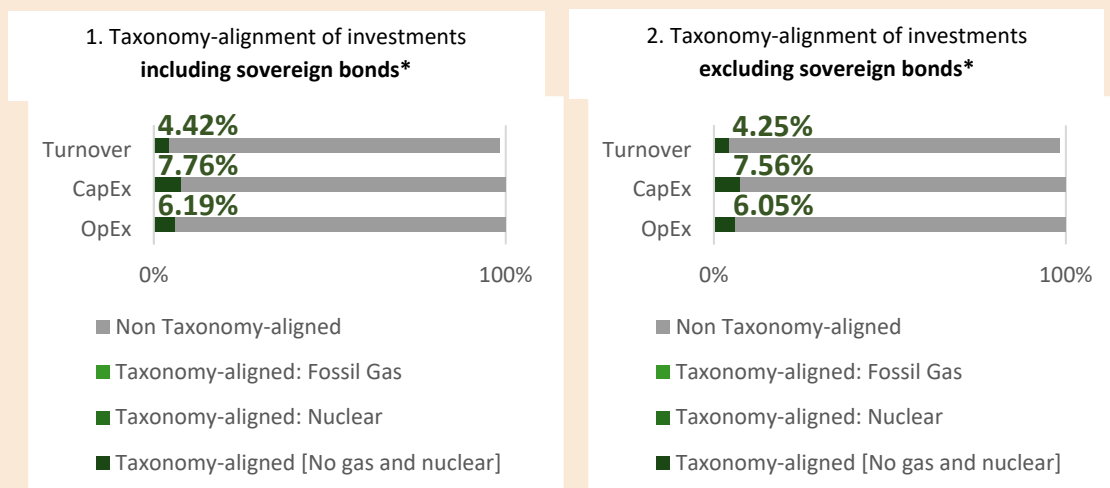 1. Taxonomy-alignment of investments
including sovereign bonds*
4.42%
Turnover
7.76%
CapEx
6.19%
OpEx
0%
100%
Non Taxonomy-aligned
Taxonomy-aligned: Fossil Gas
Taxonomy-aligned: Nuclear
Taxonomy-aligned [No gas and nuclear]
2. Taxonomy-alignment of investments
excluding sovereign bonds*
4.25%
Turnover
7.56%
CapEx
6.05%
OpEx
0%
100%
Non Taxonomy-aligned
Taxonomy-aligned: Fossil Gas
Taxonomy-aligned: Nuclear
Taxonomy-aligned [No gas and nuclear]